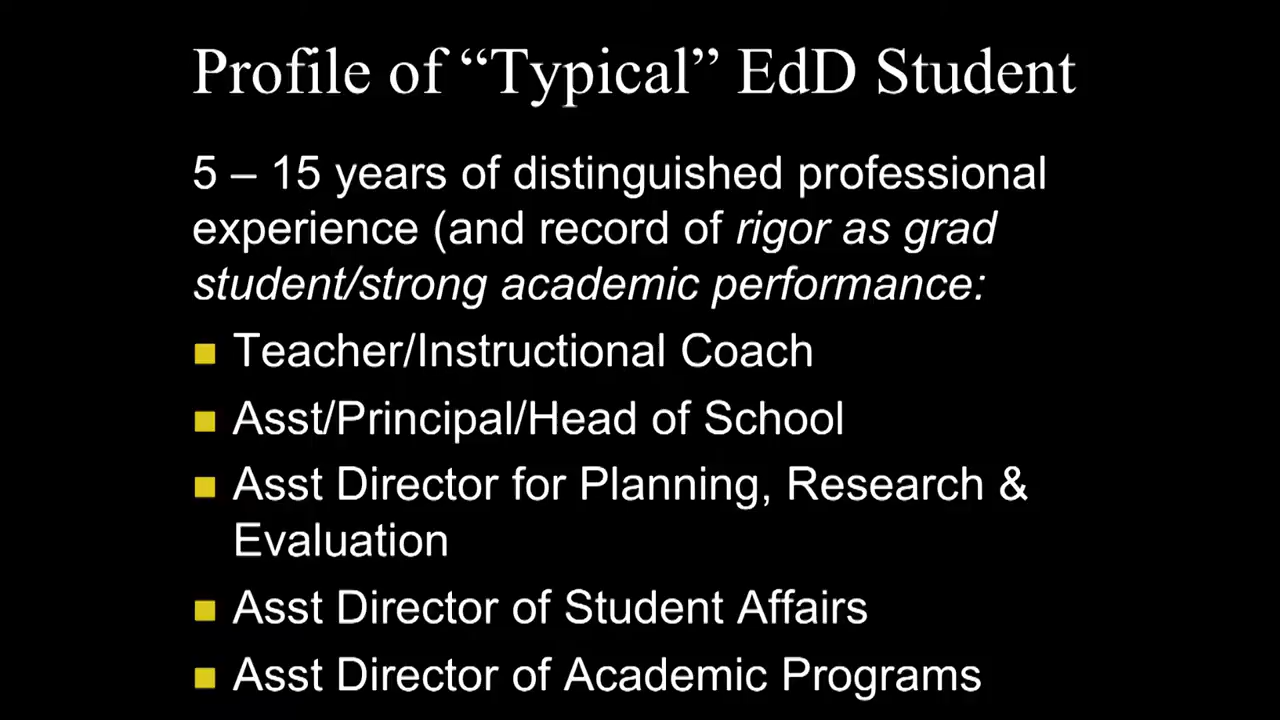 Profile of “Typical” EdD Student
5 – 15 years of distinguished professional
experience (and record of rigor as grad
student/strong academic performance:
Teacher/Instructional Coach
Asst/Principal/Head of School
Asst Director for Planning, Research &
Evaluation
Asst Director of Student Affairs
Asst Director of Academic Programs